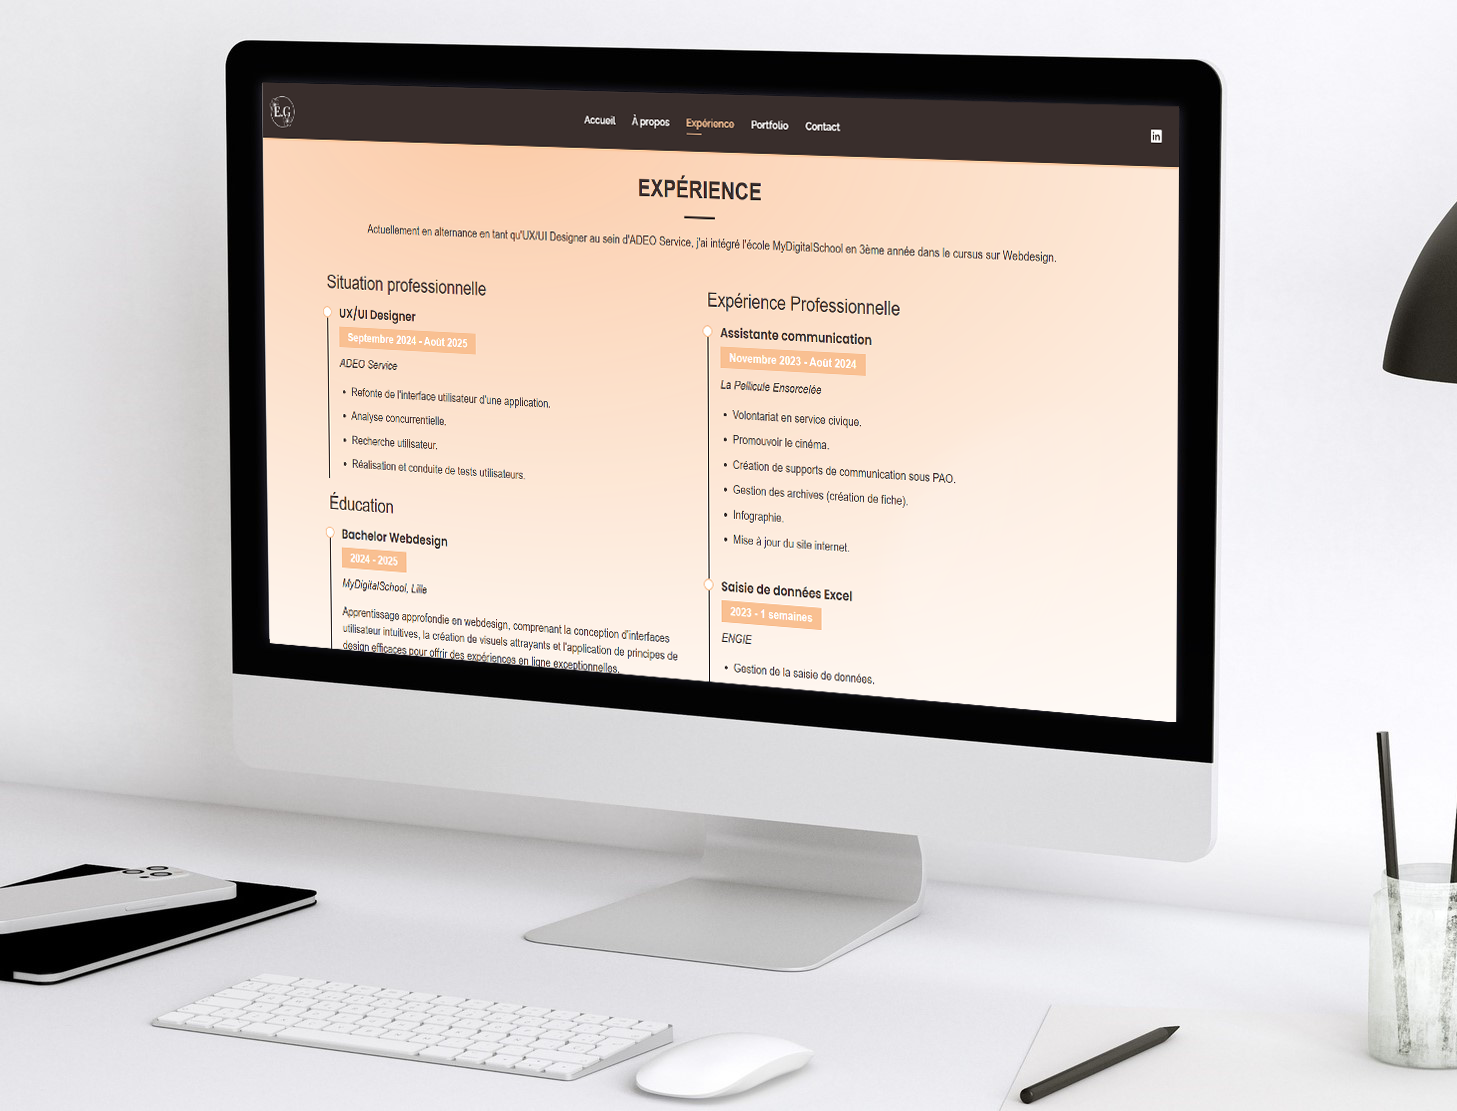 E.G
Accueil À propos Expérience Portfolio Contact
in
EXPÉRIENCE
Actuellement en alternance en tant qu'UX/UI Designer au sein d'ADEO Service, j'ai intégré l'école MyDigitalSchool en 3ème année dans le cursus sur Webdesign.
Situation professionnelle
UX/UI Designer
Septembre 2024 - Août 2025
ADEO Service
• Refonte de l'interface utilisateur d'une application.
• Analyse concurrentielle.
• Recherche utilisateur.
• Réalisation et conduite de tests utilisateurs.
Éducation
Bachelor Webdesign
2024 - 2025
MyDigitalSchool, Lille
Apprentissage approfondie en webdesign, comprenant la conception d'interfaces
utilisateur intuitives, la création de visuels attrayants et l'application de principes de
design efficaces pour offrir des expériences en ligne exceptionnelles.
Expérience Professionnelle
Assistante communication
Novembre 2023 - Août 2024
La Pellicule Ensorcelée
• Volontariat en service civique.
• Promouvoir le cinéma.
• Création de supports de communication sous PAO.
• Gestion des archives (création de fiche).
• Infographie.
• Mise à jour du site internet.
Saisie de données Excel
2023 - 1 semaines
ENGIE
• Gestion de la saisie de données.